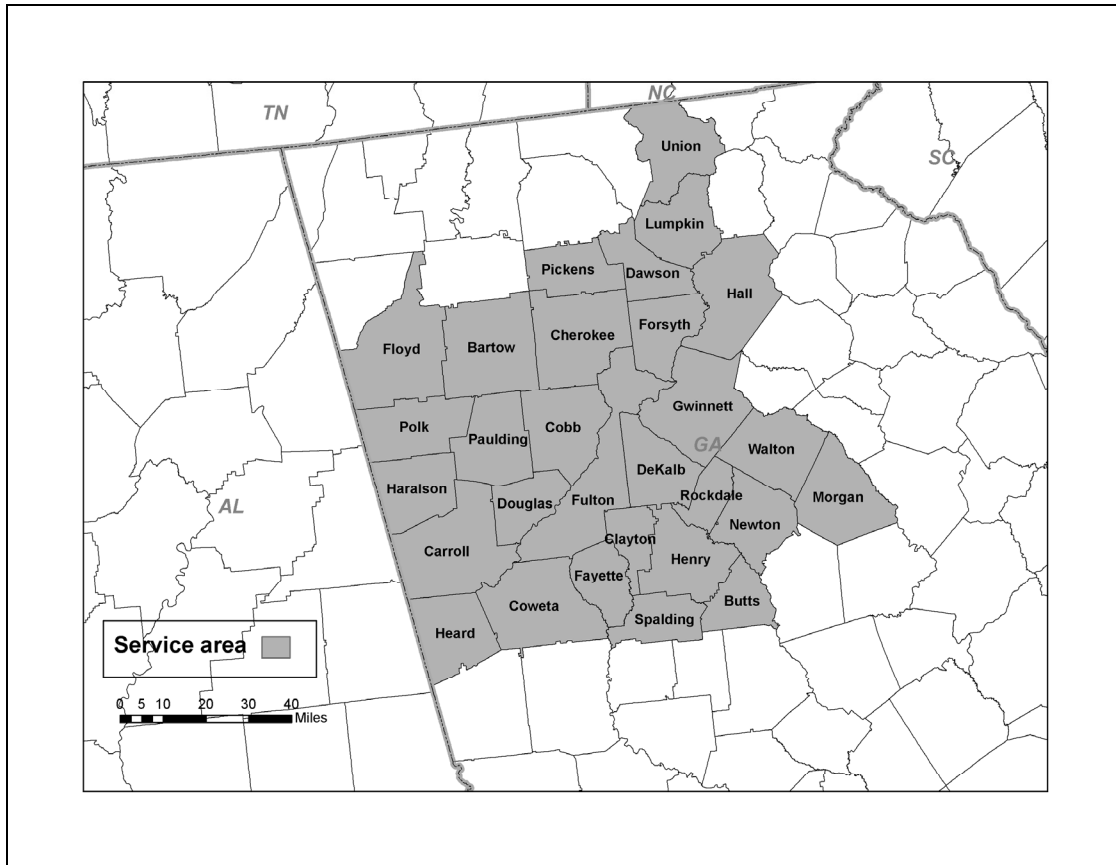 TN
NC
SC
Union
Lumpkin
Pickens
Dawson
Hall
Forsyth
Cherokee
Floyd
Bartow
Gwinnett
Polk
Paulding
Cobb
GA
Walton
DeKalb
Haralson
Rockdale
Morgan
Douglas
Fulton
AL
Newton
Clayton
Carroll
Henry
Fayette
Coweta
Butts
Spalding
Heard
Service area
0 5 10 20 30 40
Miles